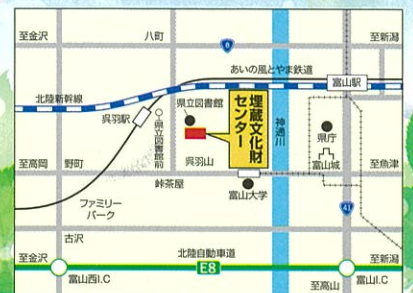 至金沢
八町
8
至新潟
あいの風とやま鉄道
富山駅
北陸新幹線
呉羽駅
県立図書館
県立図書館前
埋蔵文化財
センター
神通川
県庁
富山城
呉羽山
至高岡
野町
峠茶屋
富山大学
至魚津
ファミリー
パーク
41
古沢
至金沢
北陸自動車道
至新潟
E8
富山西I.C
至高山
富山I.C